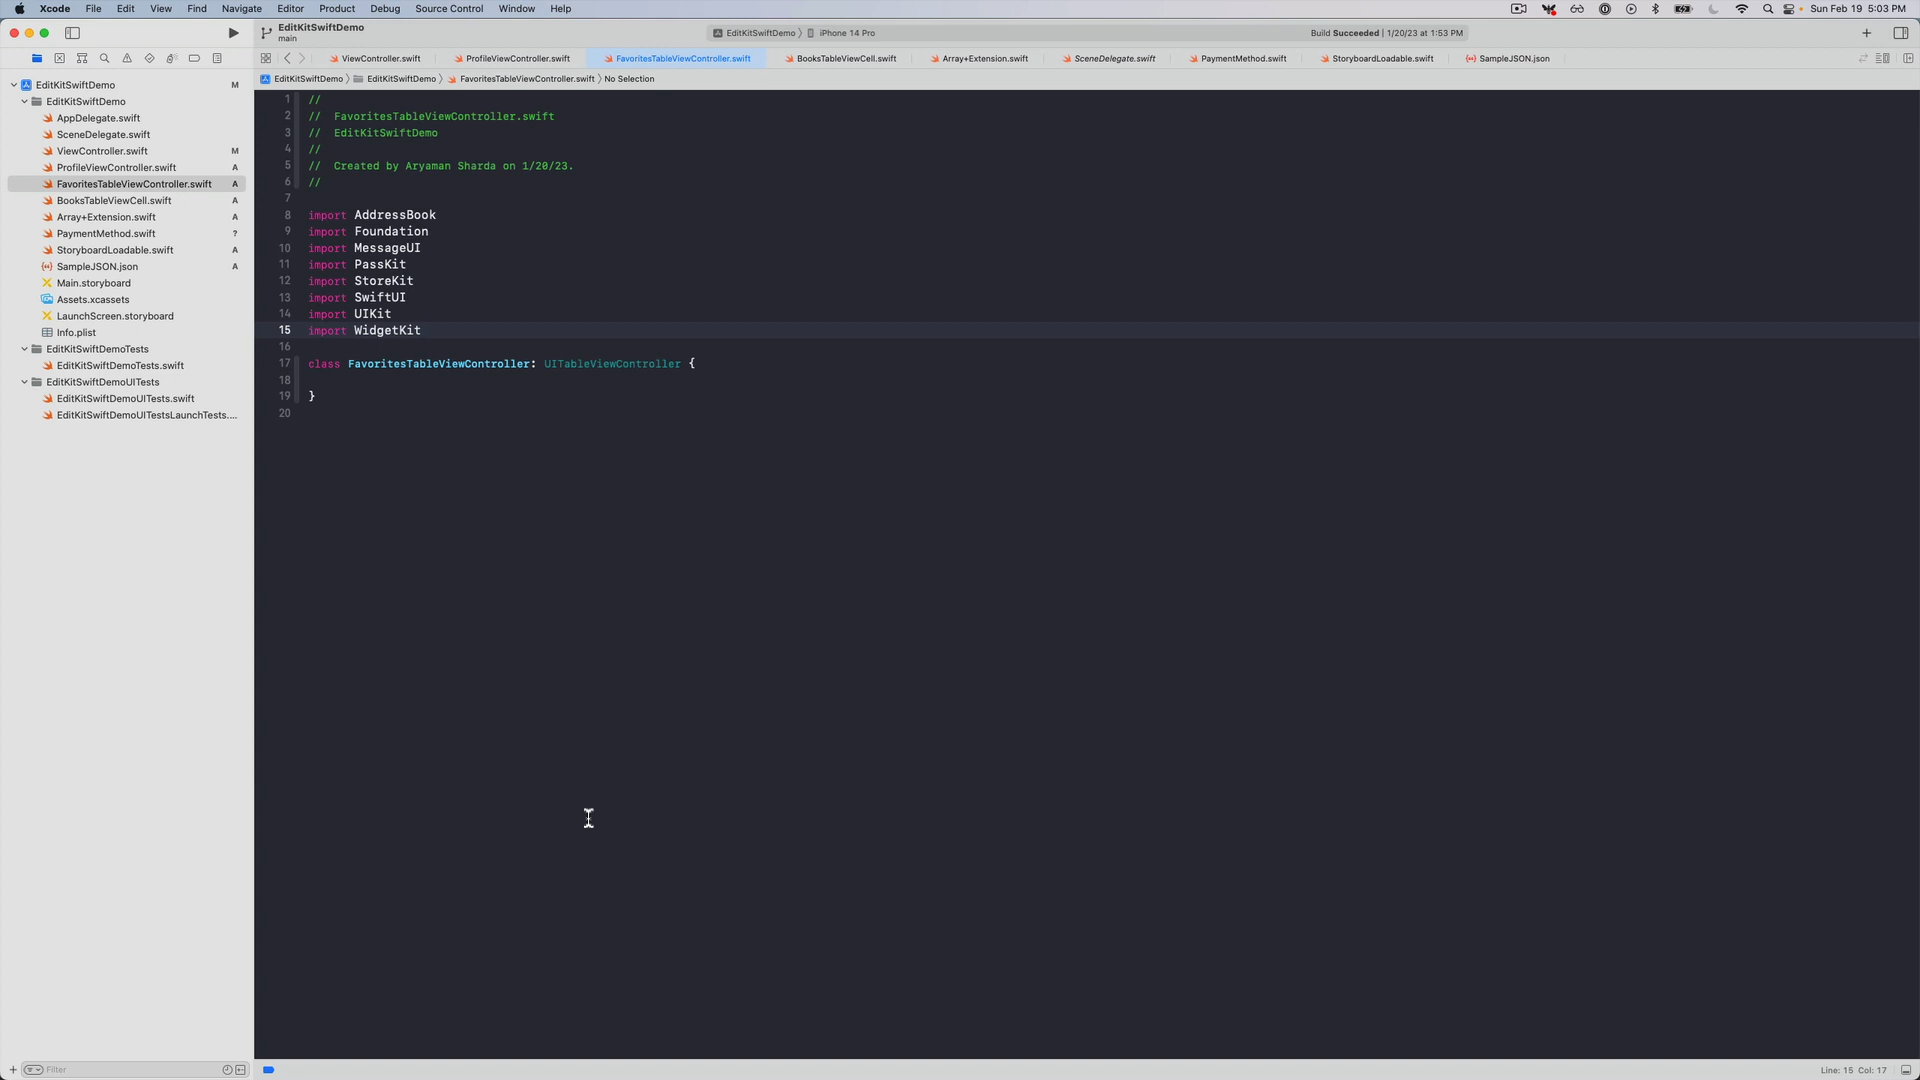 Xcode File Edit View Find Navigate Editor Product Debug Source Control Window Help Sun Feb 19 5:03 PM
EditKitSwiftDemo
main
EditKitSwiftDemo 〉 iPhone 14 Pro
Build Succeeded | 1/20/23 at 1:53 PM
ViewController.swift ProfileViewController.swift FavoritesTableViewController.swift BooksTableViewCell.swift Array+Extension.swift SceneDelegate.swift PaymentMethod.swift StoryboardLoadable.swift SampleJSON.json
EditKitSwiftDemo 〉 EditKitSwiftDemo 〉 FavoritesTableViewController.swift 〉 No Selection
EditKitSwiftDemo M
EditKitSwiftDemo
AppDelegate.swift
SceneDelegate.swift
ViewController.swift M
ProfileViewController.swift A
FavoritesTableViewController.swift A
BooksTableViewCell.swift A
Array+Extension.swift A
PaymentMethod.swift ?
StoryboardLoadable.swift A
SampleJSON.json A
Main.storyboard
Assets.xcassets
LaunchScreen.storyboard
Info.plist
EditKitSwiftDemoTests
EditKitSwiftDemoTests.swift
EditKitSwiftDemoUITests
EditKitSwiftDemoUITests.swift
EditKitSwiftDemoUITestsLaunchTests....
1 //
2 //  FavoritesTableViewController.swift
3 //  EditKitSwiftDemo
4 //
5 //  Created by Aryaman Sharda on 1/20/23.
6 //
7
8 import AddressBook
9 import Foundation
10 import MessageUI
11 import PassKit
12 import StoreKit
13 import SwiftUI
14 import UIKit
15 import WidgetKit
16
17 class FavoritesTableViewController: UITableViewController {
18
19 }
20
Filter
Line: 15 Col: 17